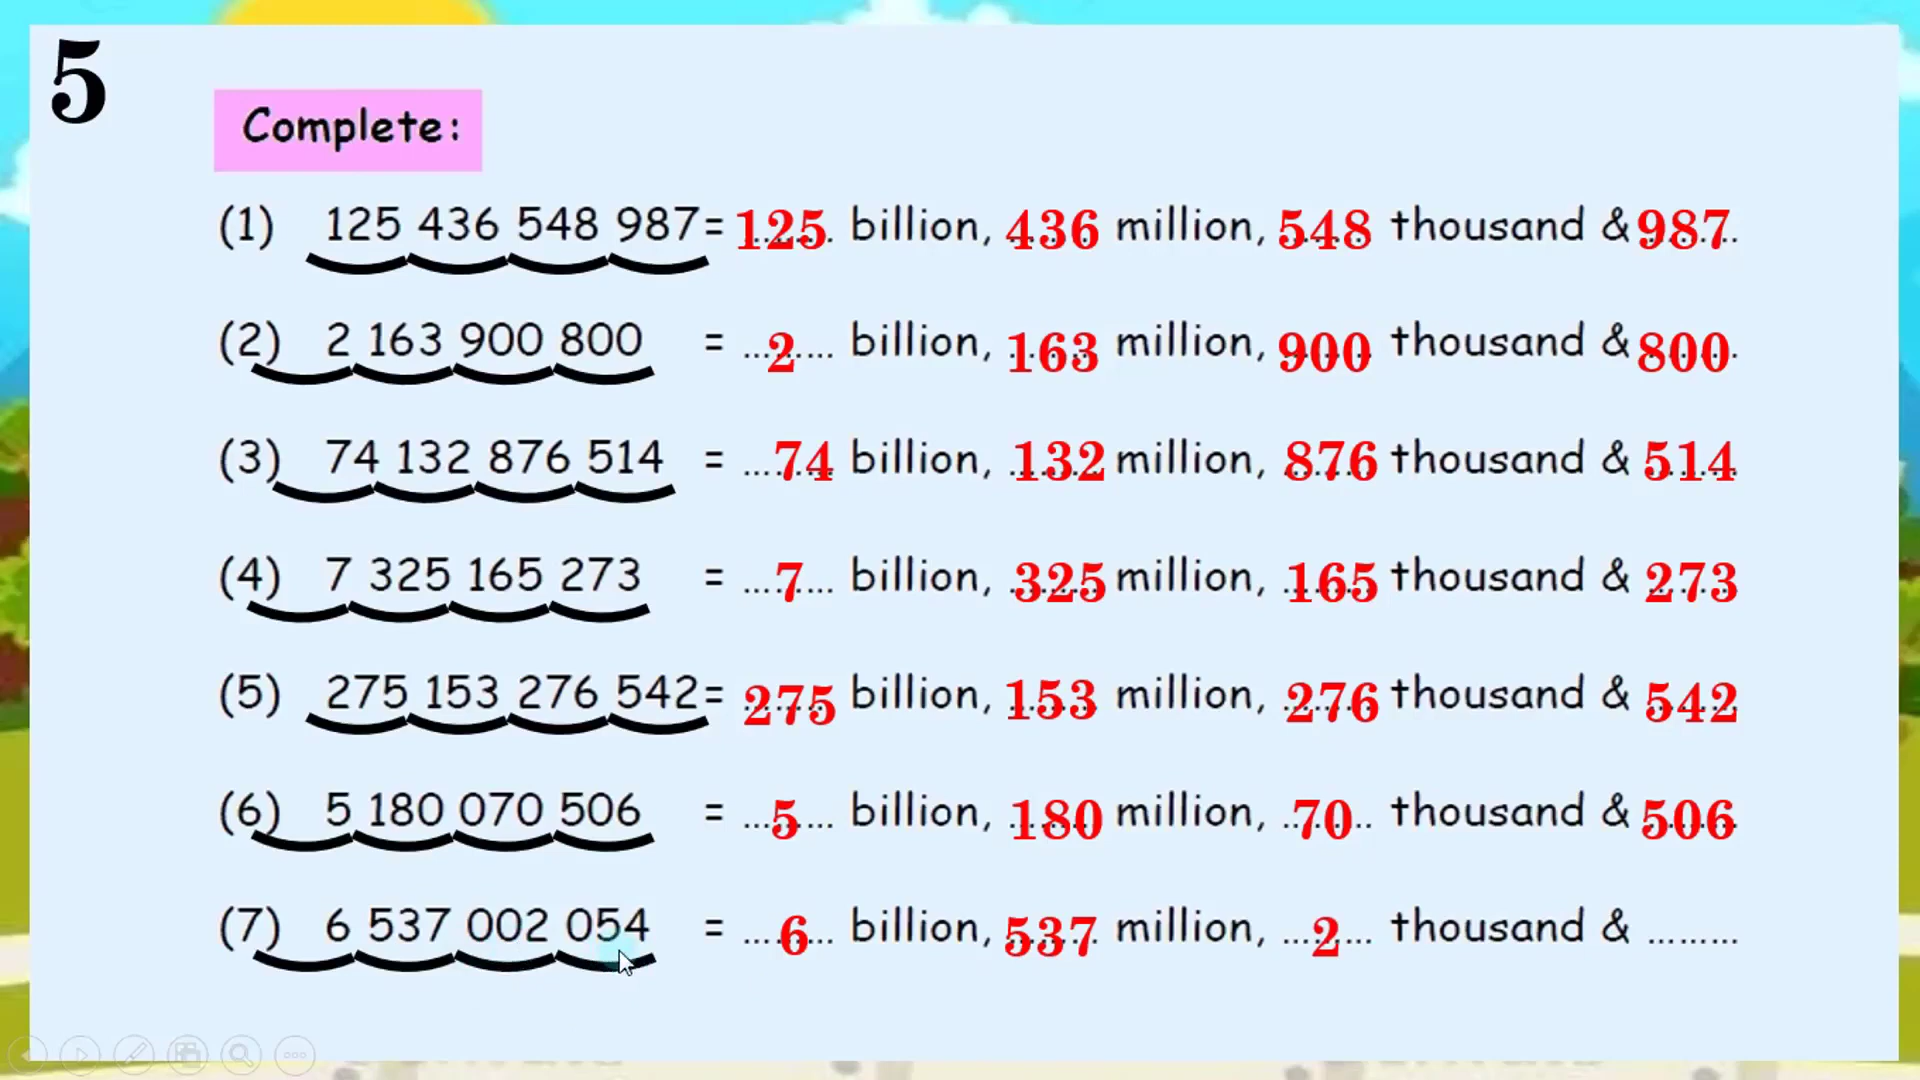 5
Complete:
(1) 125 436 548 987 = 125 billion, 436 million, 548 thousand & 987
(2) 2 163 900 800 = 2 billion, 163 million, 900 thousand & 800
(3) 74 132 876 514 = 74 billion, 132 million, 876 thousand & 514
(4) 7 325 165 273 = 7 billion, 325 million, 165 thousand & 273
(5) 275 153 276 542 = 275 billion, 153 million, 276 thousand & 542
(6) 5 180 070 506 = 5 billion, 180 million, 70 thousand & 506
(7) 6 537 002 054 = 6 billion, 537 million, 2 thousand & .........